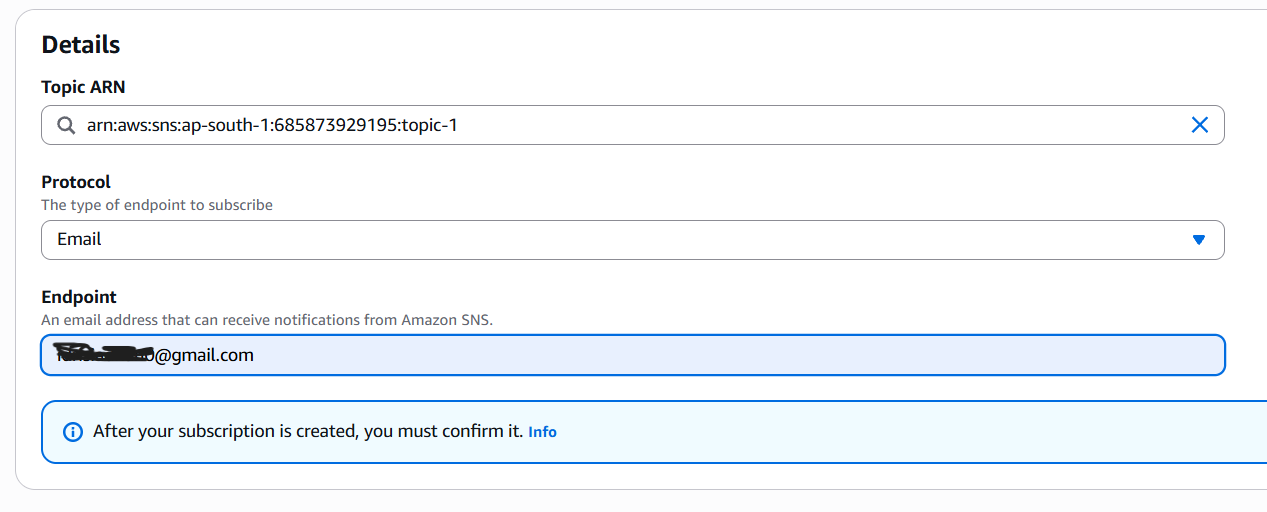 Details
Topic ARN
arn:aws:sns:ap-south-1:685873929195:topic-1
Protocol
The type of endpoint to subscribe
Email
Endpoint
An email address that can receive notifications from Amazon SNS.
@gmail.com
After your subscription is created, you must confirm it. Info